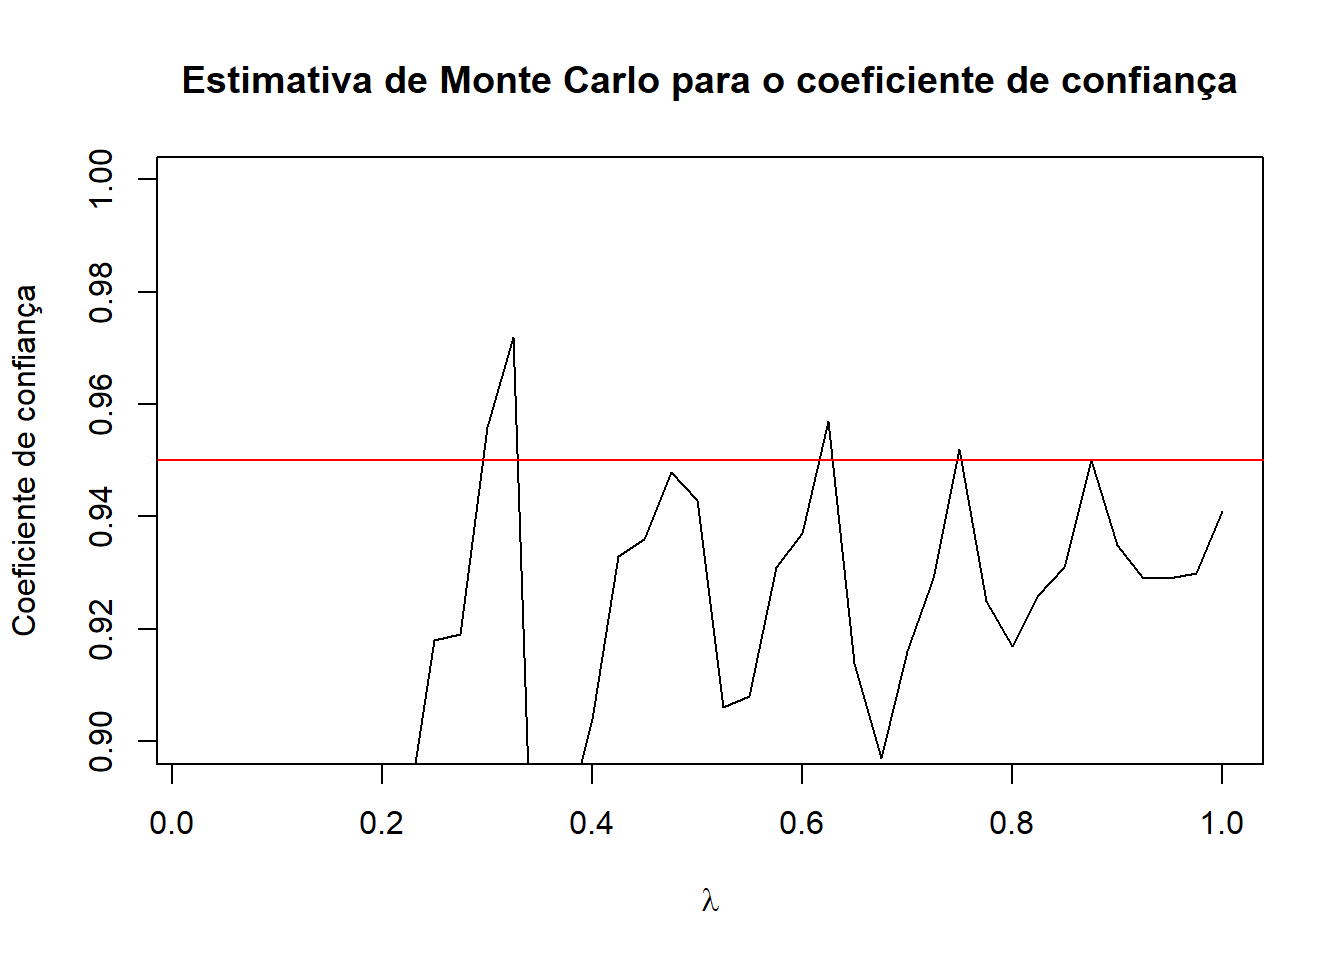 Estimativa de Monte Carlo para o coeficiente de confiança
Coeficiente de confiança
1.00
0.98
0.96
0.94
0.92
0.90
0.0 0.2 0.4 0.6 0.8 1.0
λ